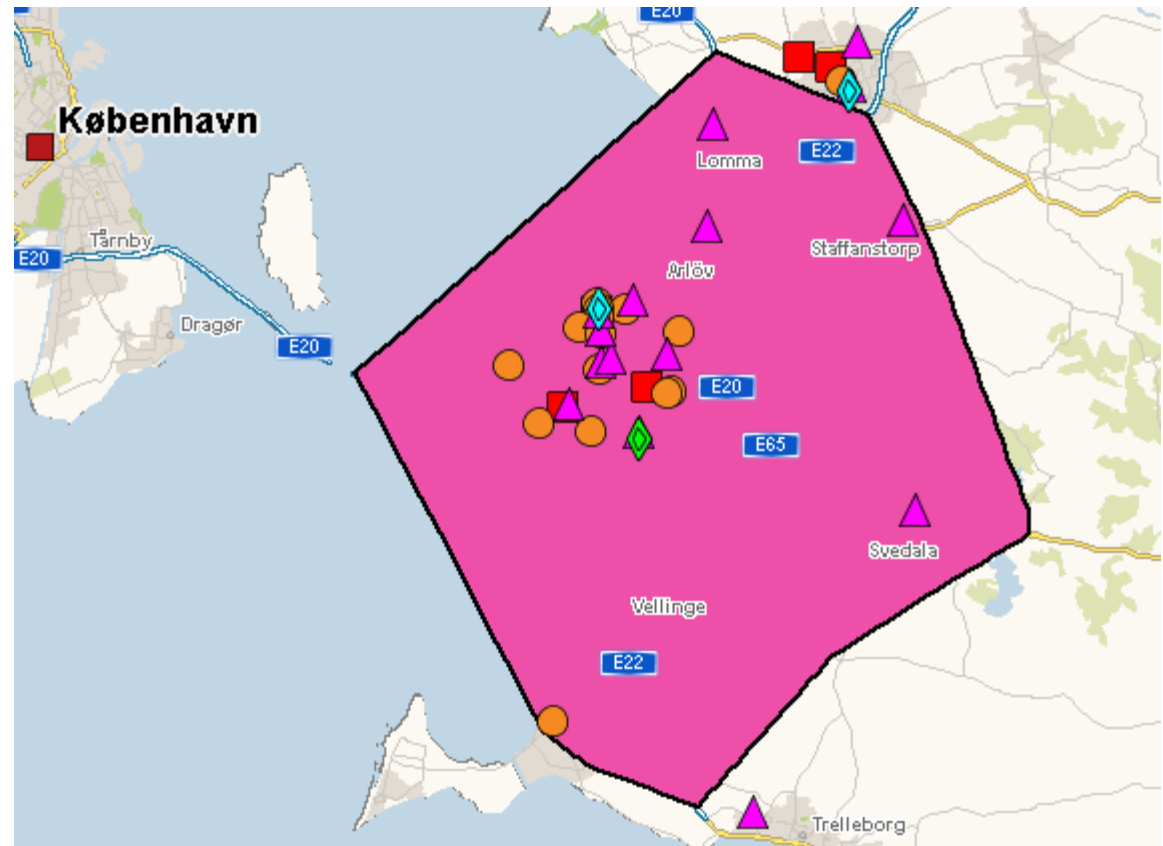 E20
København
E22
Lomma
Tårnby
Staffanstorp
E20
Arlöv
Dragør
E20
E20
E65
Svedala
Vellinge
E22
Trelleborg